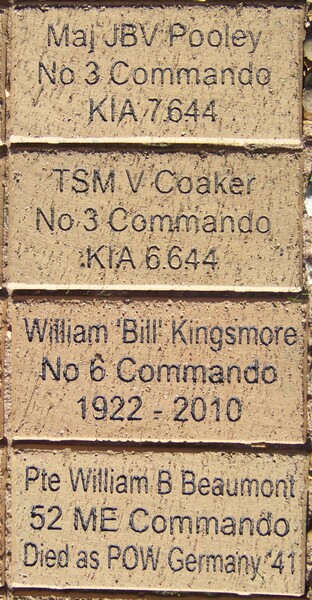 Maj JBV Pooley
No 3 Commando
KIA 7.6.44
TSM V Coaker
No 3 Commando
KIA 6.6.44
William 'Bill' Kingsmore
No 6 Commando
1922 - 2010
Pte William B Beaumont
52 ME Commando
Died as POW Germany '41